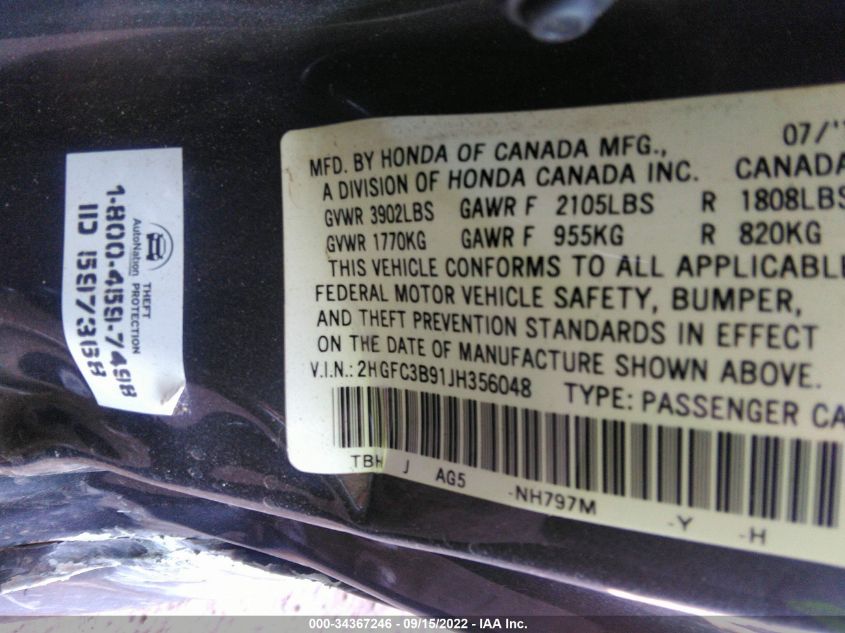 07/'1
MFD. BY HONDA OF CANADA MFG.,
A DIVISION OF HONDA CANADA INC. CANADA
GVWR 3902LBS GAWR F 2105LBS R 1808LBS
GVWR 1770KG GAWR F 955KG R 820KG
THIS VEHICLE CONFORMS TO ALL APPLICABLE
FEDERAL MOTOR VEHICLE SAFETY, BUMPER,
AND THEFT PREVENTION STANDARDS IN EFFECT
ON THE DATE OF MANUFACTURE SHOWN ABOVE.
V.I.N.: 2HGFC3B91JH356048 TYPE: PASSENGER CA
TBH J AG5 -NH797M -Y -H
AutoNation THEFT PROTECTION
1-800-459-7498
ID 5917368
000-34367246 - 09/15/2022 - IAA Inc.